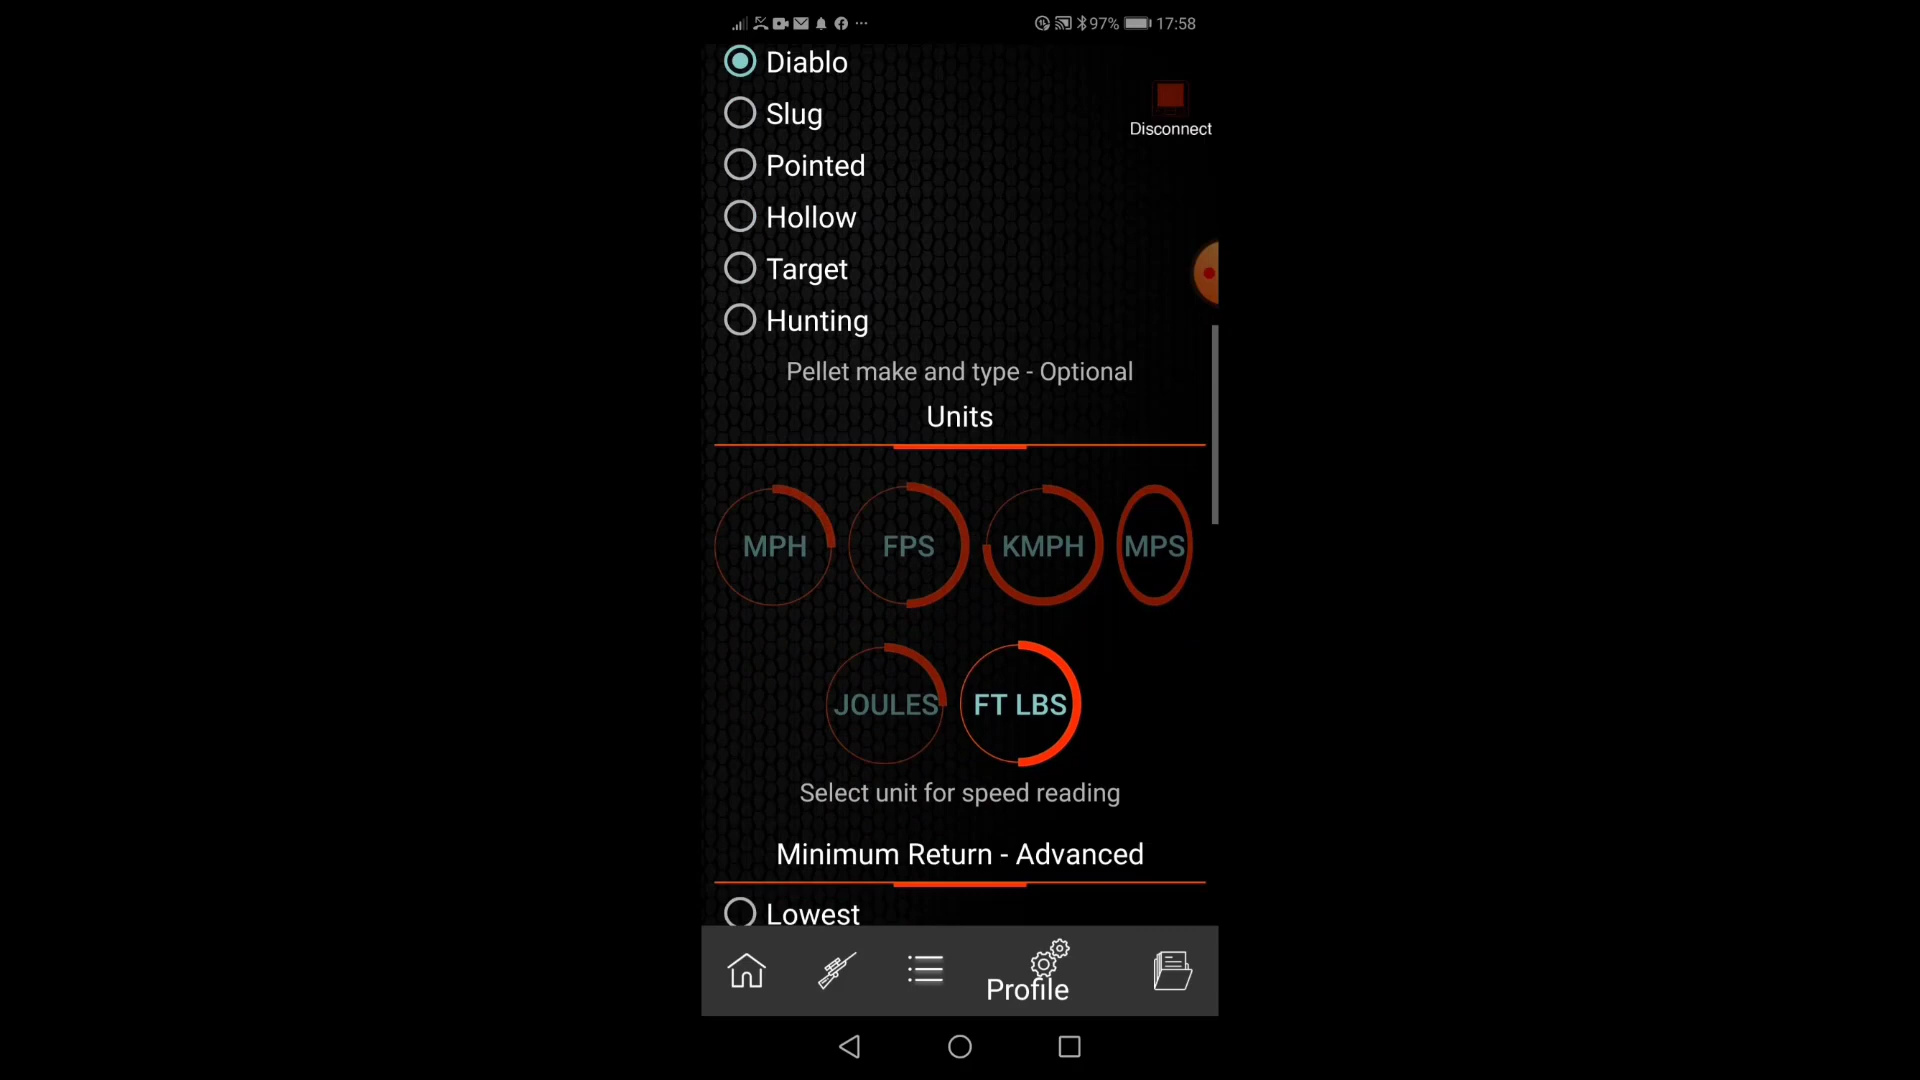 97% 17:58
Diablo
Slug
Disconnect
Pointed
Hollow
Target
Hunting
Pellet make and type - Optional
Units
MPH FPS KMPH MPS
JOULES FT LBS
Select unit for speed reading
Minimum Return - Advanced
Lowest
Profile